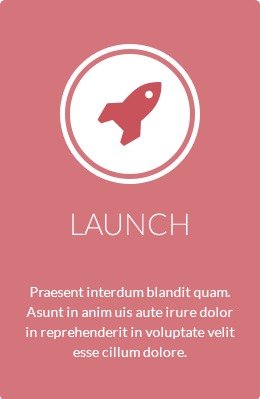 LAUNCH
Praesent interdum blandit quam.
Asunt in anim uis aute irure dolor
in reprehenderit in voluptate velit
esse cillum dolore.